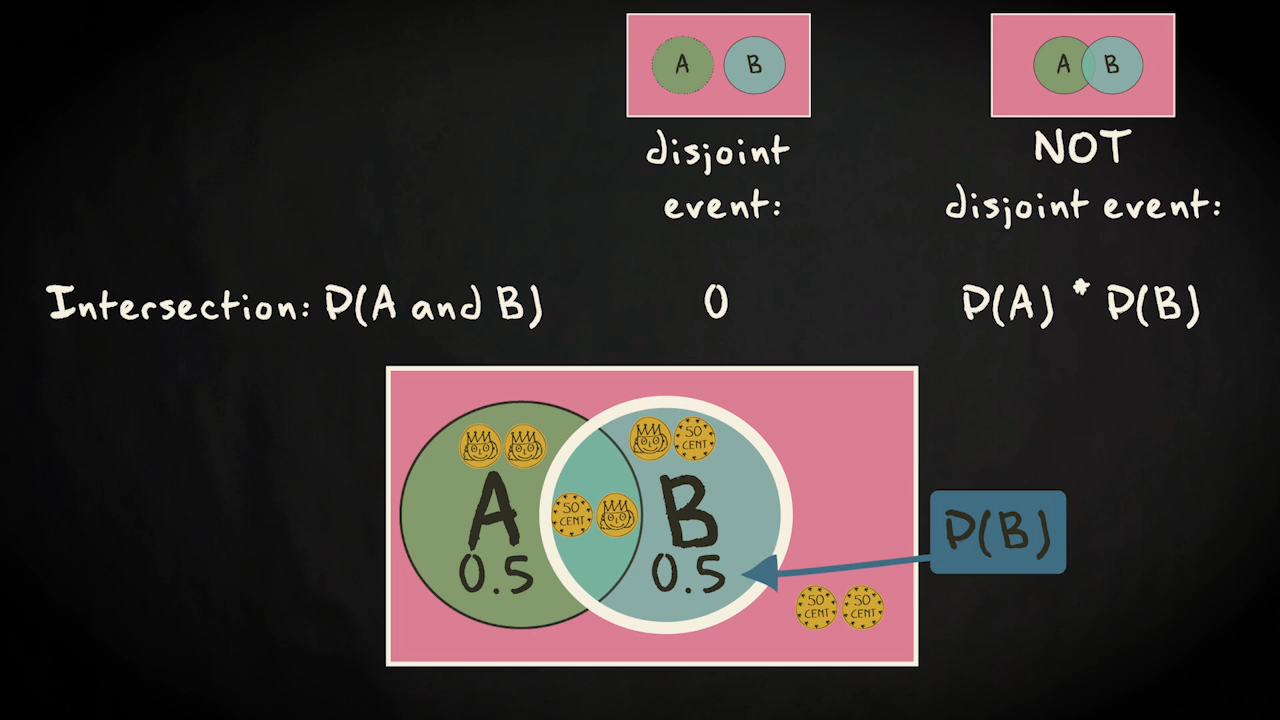 A B
A B
disjoint
event:
NOT
disjoint event:
Intersection: P(A and B)
0
P(A) * P(B)
50
CENT
A
50
CENT
B
P(B)
0.5
0.5
50
CENT
50
CENT